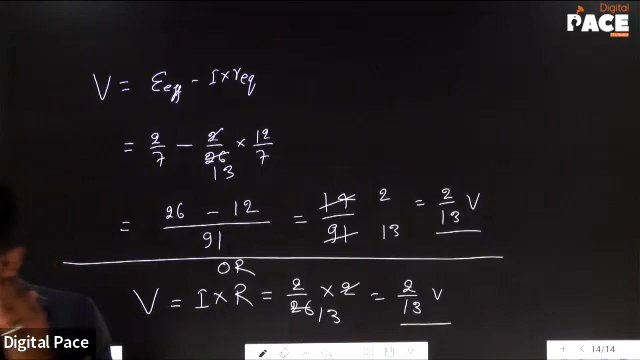 Digital
PACE
V = Eeff - I×req
= 2/7 - 2/26 13 × 12/7
= 26 - 12 / 91 = 14/91 2/13 = 2/13 V
OR
V = I×R = 2/26 13 × 2 = 2/13 V
Digital Pace
14/14